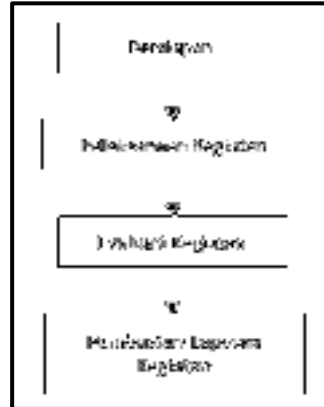 Persiapan
Pelaksanaan Kegiatan
Evaluasi Kegiatan
Pembuatan Laporan
Kegiatan